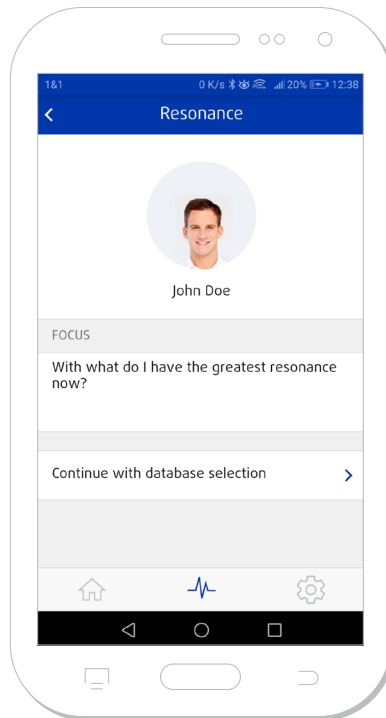 1&1 0 K/s 20% 12:38
Resonance
John Doe
FOCUS
With what do I have the greatest resonance
now?
Continue with database selection